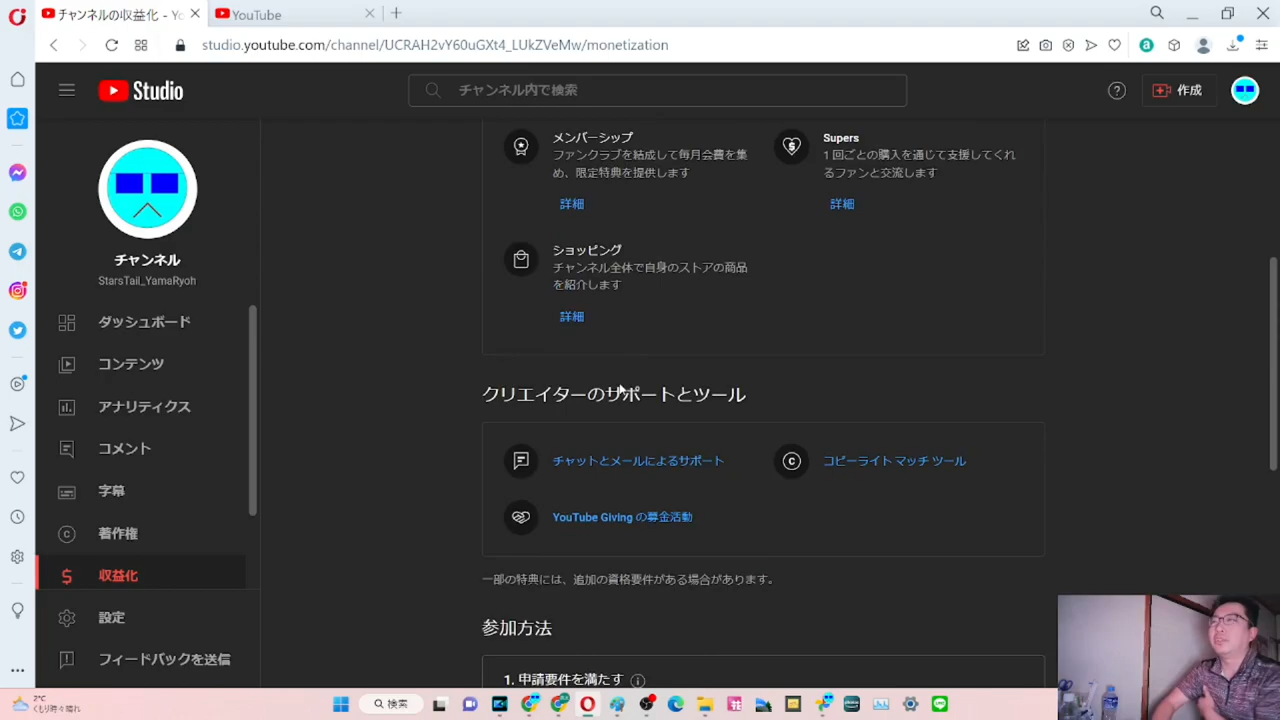 チャンネルの収益化 - Yo
YouTube
studio.youtube.com/channel/UCRAH2vY60uGXt4_LUkZVeMw/monetization
Studio
チャンネル内で検索
作成
チャンネル
StarsTail_YamaRyoh
ダッシュボード
コンテンツ
アナリティクス
コメント
字幕
著作権
収益化
設定
フィードバックを送信
メンバーシップ
ファンクラブを結成して毎月会費を集
め、限定特典を提供します
詳細
Supers
1 回ごとの購入を通じて支援してくれ
るファンと交流します
詳細
ショッピング
チャンネル全体で自身のストアの商品
を紹介します
詳細
クリエイターのサポートとツール
チャットとメールによるサポート
コピーライト マッチ ツール
YouTube Giving の募金活動
一部の特典には、追加の資格要件がある場合があります。
参加方法
1. 申請要件を満たす
2℃
くもり時々晴れ
検索